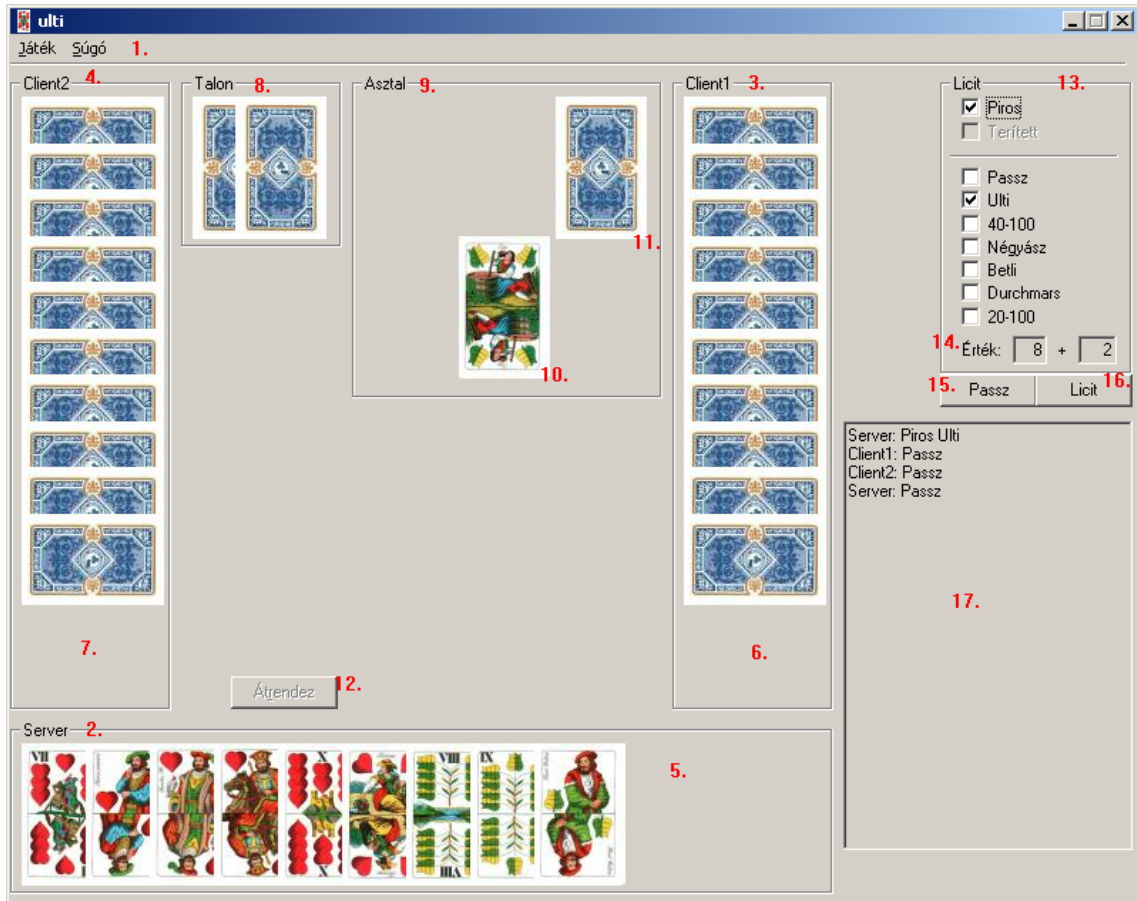 ulti
Játék Súgó 1.
Client2 4.
Talon 8.
Asztal 9.
Client1 3.
Licit 13.
Piros
Terített
Passz
Ulti
40-100
Négyász
Betli
Durchmars
20-100
14. Érték: 8 + 2
15. Passz Licit 16.
11.
10.
Server: Piros Ulti
Client1: Passz
Client2: Passz
Server: Passz
17.
7.
6.
Átrendez 12.
Server 2.
5.
VII
X
X
VIII
VIII
IX